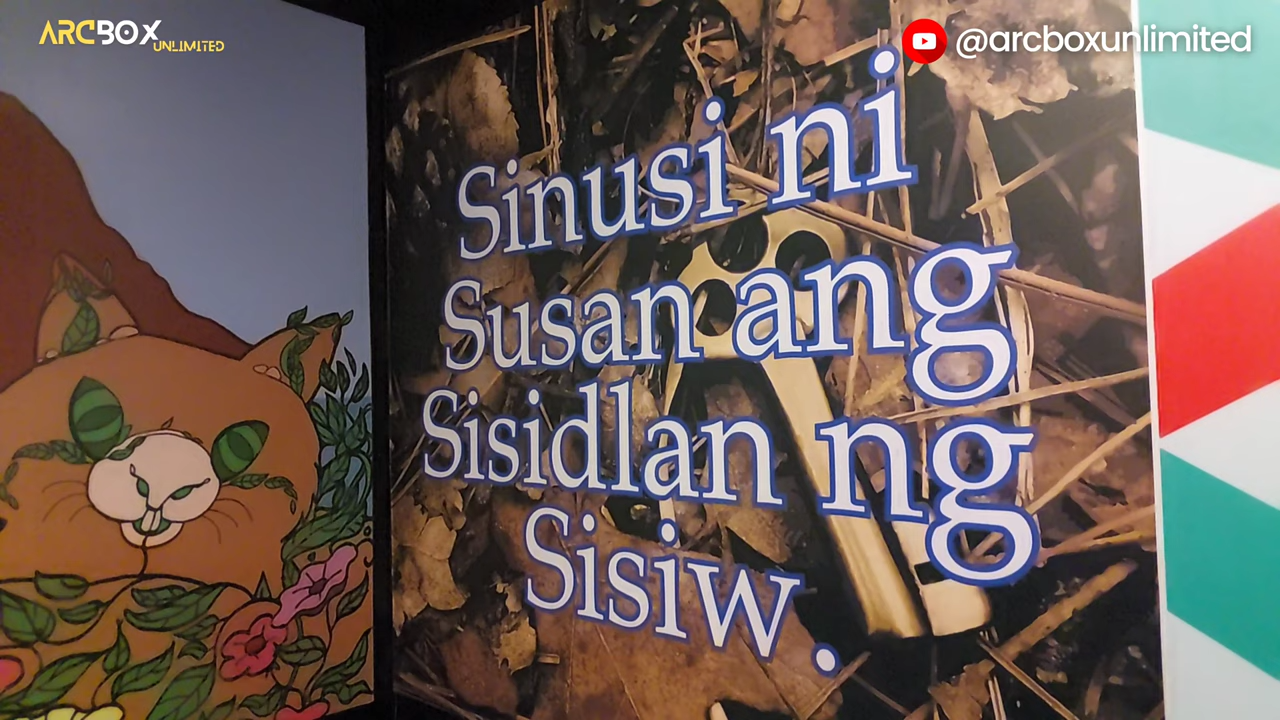 ARCBOX
UNLIMITED
@arcboxunlimited
Sinusi ni
Susan ang
Sisidlan ng
Sisiw.